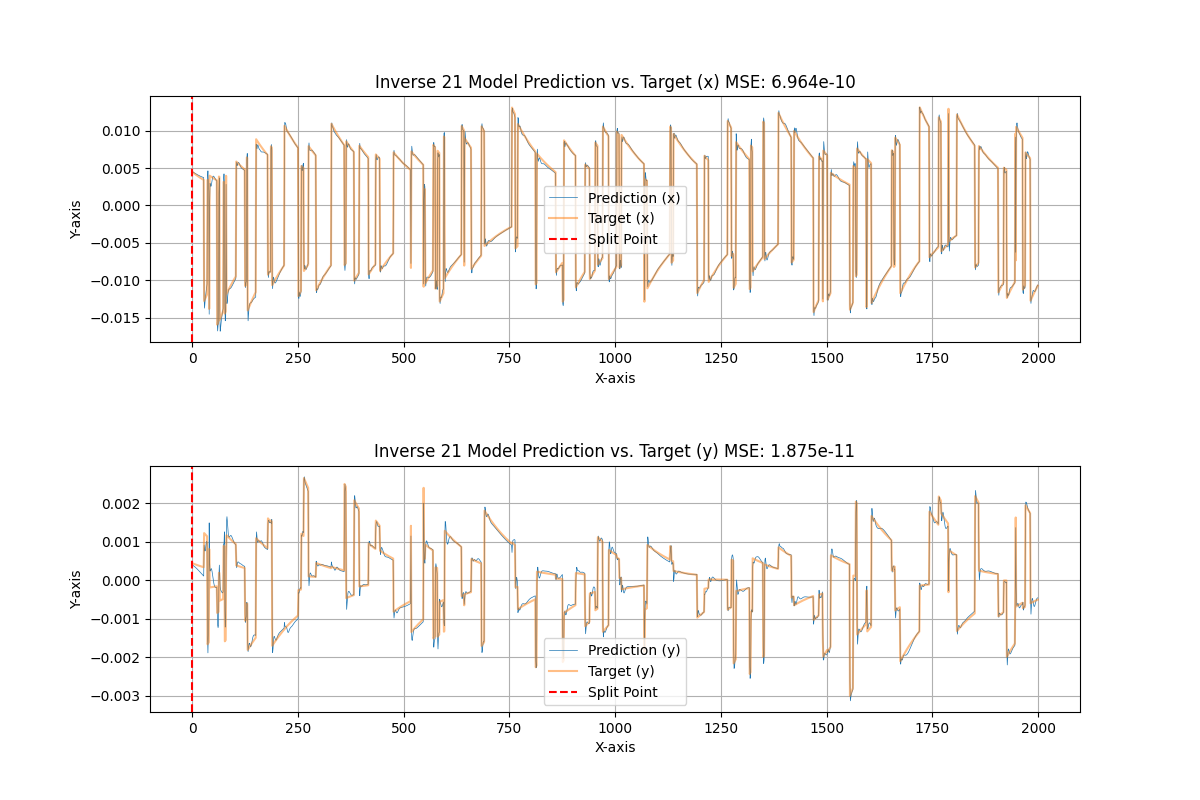 Inverse 21 Model Prediction vs. Target (x) MSE: 6.964e-10
0.010
0.005
0.000
−0.005
−0.010
−0.015
Y-axis
Prediction (x)
Target (x)
Split Point
0 250 500 750 1000 1250 1500 1750 2000
X-axis
Inverse 21 Model Prediction vs. Target (y) MSE: 1.875e-11
0.002
0.001
0.000
−0.001
−0.002
−0.003
Y-axis
Prediction (y)
Target (y)
Split Point
0 250 500 750 1000 1250 1500 1750 2000
X-axis